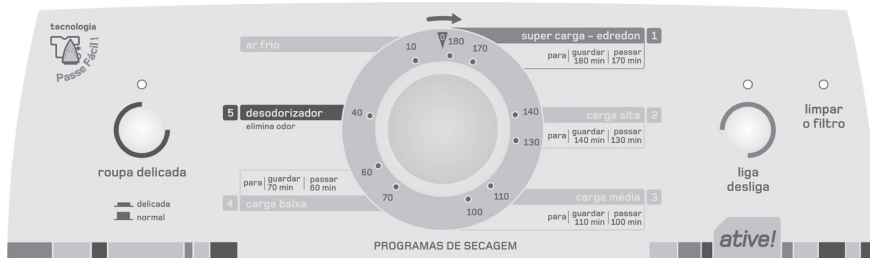 tecnologia
Passe Fácil!
roupa delicada
delicada
normal
ar frio
5 desodorizador
elimina odor
para guardar passar
70 min 60 min
4 carga baixa
0
180
170
140
130
110
100
70
60
40
10
PROGRAMAS DE SECAGEM
super carga – edredon 1
para guardar passar
180 min 170 min
carga alta 2
para guardar passar
140 min 130 min
carga média 3
para guardar passar
110 min 100 min
liga
desliga
limpar
o filtro
ative!